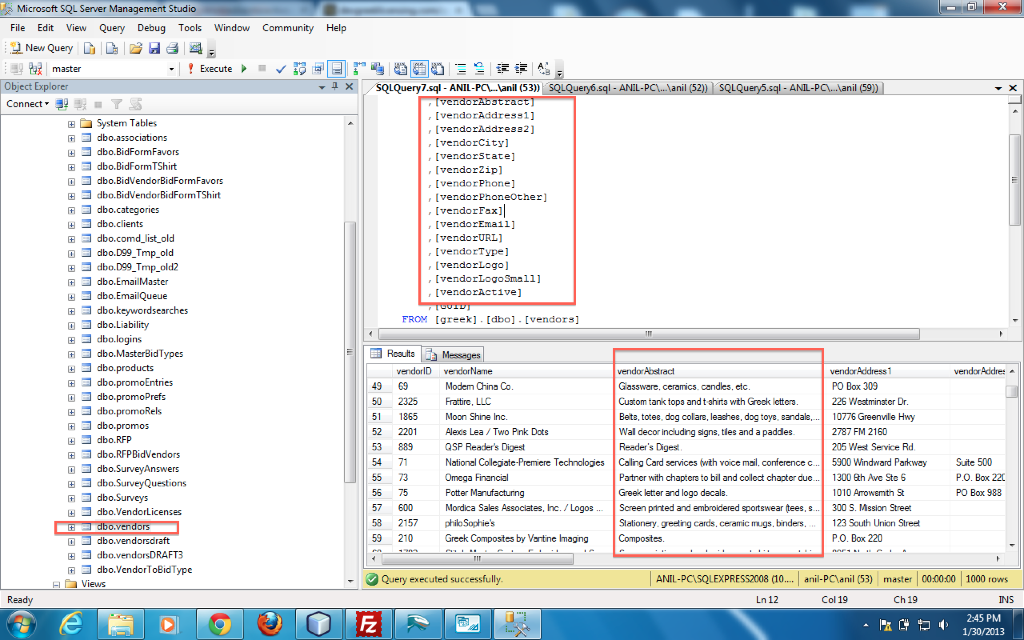 Microsoft SQL Server Management Studio
File Edit View Query Debug Tools Window Community Help
New Query
master Execute
Object Explorer
Connect
System Tables
dbo.associations
dbo.BidFormFavors
dbo.BidFormTShirt
dbo.BidVendorBidFormFavors
dbo.BidVendorBidFormTShirt
dbo.categories
dbo.clients
dbo.comd_list_old
dbo.D99_Tmp_old
dbo.D99_Tmp_old2
dbo.EmailMaster
dbo.EmailQueue
dbo.keywordsearches
dbo.Liability
dbo.logins
dbo.MasterBidTypes
dbo.products
dbo.promoEntries
dbo.promoPrefs
dbo.promoRels
dbo.promos
dbo.RFP
dbo.RFPBidVendors
dbo.SurveyAnswers
dbo.SurveyQuestions
dbo.Surveys
dbo.VendorLicenses
dbo.vendors
dbo.vendorsdraft
dbo.vendorsDRAFT3
dbo.VendorToBidType
Views
SQLQuery7.sql - ANIL-PC\...\anil (53)) SQLQuery6.sql - ANIL-PC\...\anil (52)) SQLQuery5.sql - ANIL-PC\...\anil (59))
,[vendorAbstract]
,[vendorAddress1]
,[vendorAddress2]
,[vendorCity]
,[vendorState]
,[vendorZip]
,[vendorPhone]
,[vendorPhoneOther]
,[vendorFax]
,[vendorEmail]
,[vendorURL]
,[vendorType]
,[vendorLogo]
,[vendorLogoSmall]
,[vendorActive]
,[GUID]
FROM [greek].[dbo].[vendors]
Results Messages
vendorID vendorName vendorAbstract vendorAddress1 vendorAddres
49 69 Modern China Co. Glassware, ceramics, candles, etc. PO Box 309
50 2325 Frattire, LLC Custom tank tops and t-shirts with Greek letters. 226 Westminster Dr.
51 1865 Moon Shine Inc. Belts, totes, dog collars, leashes, dog toys, sandals,... 10776 Greenville Hwy
52 2201 Alexis Lea / Two Pink Dots Wall decor including signs, tiles and a paddles. 2787 FM 2160
53 889 QSP Reader's Digest Reader's Digest. 205 West Service Rd.
54 71 National Collegiate-Premiere Technologies Calling Card services (with voice mail, conference c... 5900 Windward Parkway Suite 500
55 73 Omega Financial Partner with chapters to bill and collect chapter due... 1300 6th Ave Ste 6 P.O. Box 220
56 75 Potter Manufacturing Greek letter and logo decals. 1010 Arrowsmith St PO Box 988
57 600 Mordica Sales Associates, Inc. / Logos ... Screen printed and embroidered sportswear (tees, s... 300 S. Mission Street
58 2157 philoSophie's Stationery, greeting cards, ceramic mugs, binders, ... 123 South Union Street
59 210 Greek Composites by Vantine Imaging Composites. P.O. Box 220
Query executed successfully. ANIL-PC\SQLEXPRESS2008 (10.... anil-PC\anil (53) master 00:00:00 1000 rows
Ready Ln 12 Col 19 Ch 19 INS
2:45 PM
1/30/2013